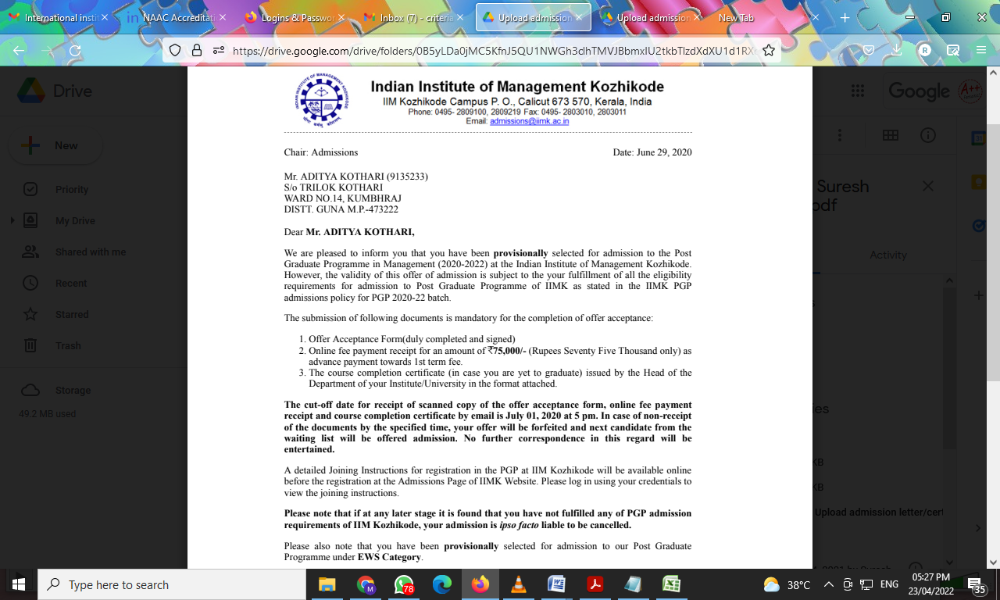 International insti
NAAC Accreditati
Logins & Passwor
Inbox (7) - criteria
Upload admission
Upload admission
New Tab
https://drive.google.com/drive/folders/0B5yLDa0jMC5KfnJ5QU1NWGh3clhTMVJBbmxIU2tkbTlzdXdXU1d1RX
Drive
Google
New
Priority
My Drive
Shared with me
Recent
Starred
Trash
Storage
49.2 MB used
Indian Institute of Management Kozhikode
IIM Kozhikode Campus P. O., Calicut 673 570, Kerala, India
Phone: 0495- 2809100, 2809219 Fax: 0495- 2803010, 2803011
Email: admissions@iimk.ac.in
Chair: Admissions Date: June 29, 2020
Mr. ADITYA KOTHARI (9135233)
S/o TRILOK KOTHARI
WARD NO.14, KUMBHRAJ
DISTT. GUNA M.P.-473222
Dear Mr. ADITYA KOTHARI,
We are pleased to inform you that you have been provisionally selected for admission to the Post
Graduate Programme in Management (2020-2022) at the Indian Institute of Management Kozhikode.
However, the validity of this offer of admission is subject to the your fulfillment of all the eligibility
requirements for admission to Post Graduate Programme of IIMK as stated in the IIMK PGP
admissions policy for PGP 2020-22 batch.
The submission of following documents is mandatory for the completion of offer acceptance:
1. Offer Acceptance Form(duly completed and signed)
2. Online fee payment receipt for an amount of ₹75,000/- (Rupees Seventy Five Thousand only) as
advance payment towards 1st term fee.
3. The course completion certificate (in case you are yet to graduate) issued by the Head of the
Department of your Institute/University in the format attached.
The cut-off date for receipt of scanned copy of the offer acceptance form, online fee payment
receipt and course completion certificate by email is July 01, 2020 at 5 pm. In case of non-receipt
of the documents by the specified time, your offer will be forfeited and next candidate from the
waiting list will be offered admission. No further correspondence in this regard will be
entertained.
A detailed Joining Instructions for registration in the PGP at IIM Kozhikode will be available online
before the registration at the Admissions Page of IIMK Website. Please log in using your credentials to
view the joining instructions.
Please note that if at any later stage it is found that you have not fulfilled any of PGP admission
requirements of IIM Kozhikode, your admission is ipso facto liable to be cancelled.
Please also note that you have been provisionally selected for admission to our Post Graduate
Programme under EWS Category.
Suresh
odf
Activity
ies
KB
KB
Upload admission letter/cert
Type here to search
78
38°C
ENG
05:27 PM
23/04/2022
35